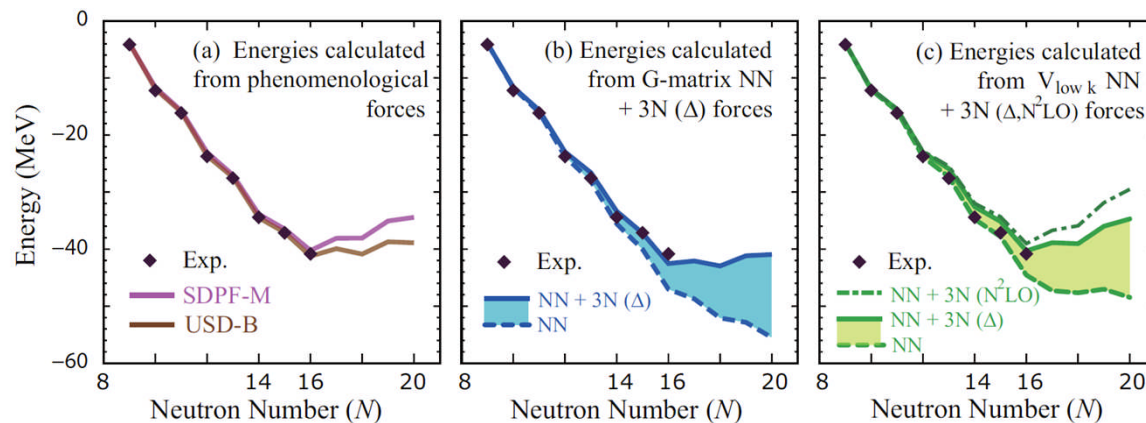 0
−20
−40
−60
Energy (MeV)
(a) Energies calculated
from phenomenological
forces
Exp.
SDPF-M
USD-B
8
14
16
20
Neutron Number (N)
(b) Energies calculated
from G-matrix NN
+ 3N (Δ) forces
Exp.
NN + 3N (Δ)
NN
8
14
16
20
Neutron Number (N)
(c) Energies calculated
from V_low k NN
+ 3N (Δ,N²LO) forces
Exp.
NN + 3N (N²LO)
NN + 3N (Δ)
NN
8
14
16
20
Neutron Number (N)